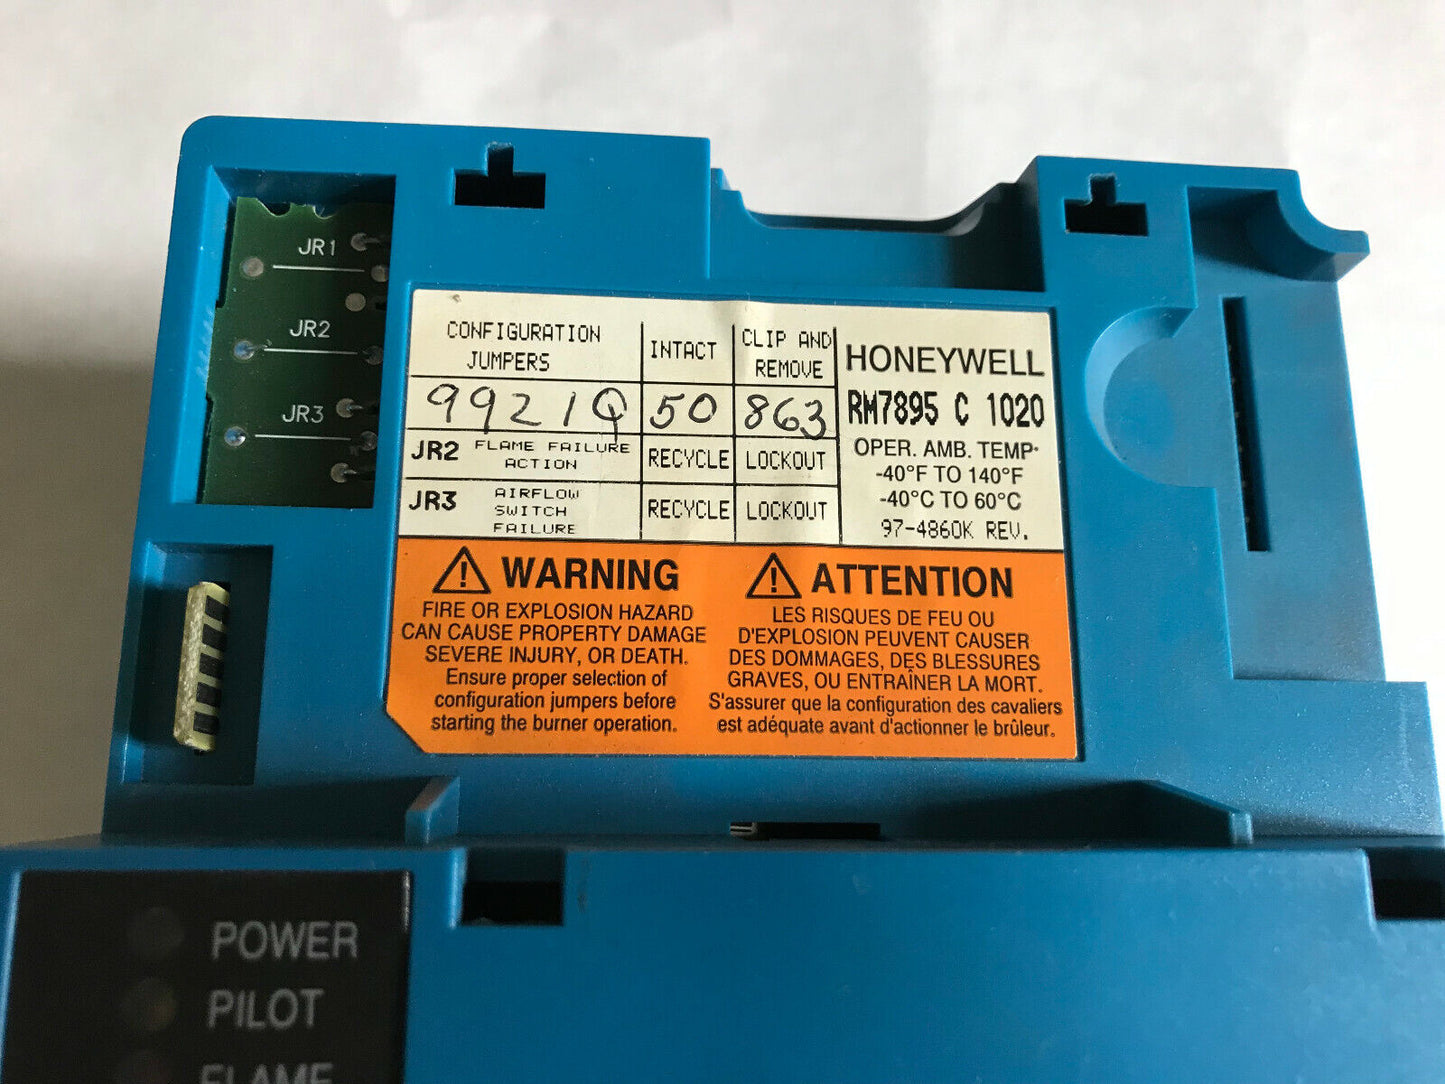 JR1
JR2
JR3
CONFIGURATION JUMPERS
INTACT
CLIP AND REMOVE
9921Q 50 863
JR2 FLAME FAILURE ACTION
RECYCLE
LOCKOUT
JR3 AIRFLOW SWITCH FAILURE
RECYCLE
LOCKOUT
HONEYWELL
RM7895 C 1020
OPER. AMB. TEMP.
-40°F TO 140°F
-40°C TO 60°C
97-4860K REV.
WARNING
FIRE OR EXPLOSION HAZARD
CAN CAUSE PROPERTY DAMAGE
SEVERE INJURY, OR DEATH.
Ensure proper selection of
configuration jumpers before
starting the burner operation.
ATTENTION
LES RISQUES DE FEU OU
D'EXPLOSION PEUVENT CAUSER
DES DOMMAGES, DES BLESSURES
GRAVES, OU ENTRAÎNER LA MORT.
S'assurer que la configuration des cavaliers
est adéquate avant d'actionner le brûleur.
POWER
PILOT
FLAME